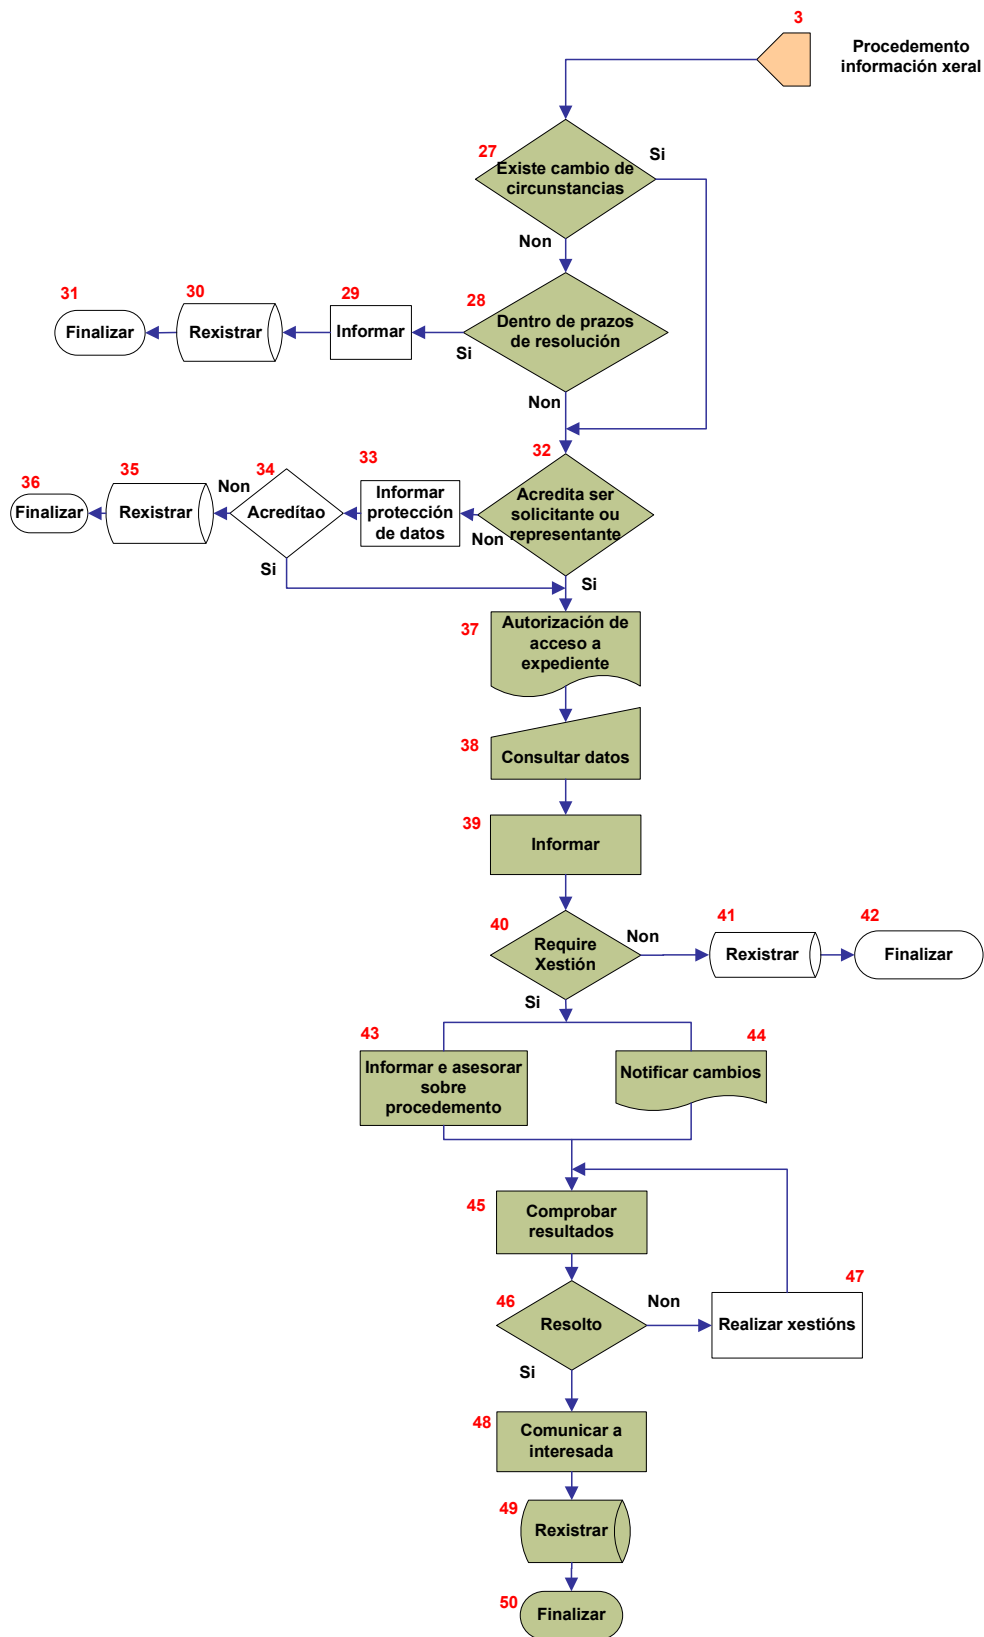 3
Procedemento
información xeral
27
Existe cambio de
circunstancias
Si
Non
31
Finalizar
30
Rexistrar
29
Informar
28
Dentro de prazos
de resolución
Si
Non
36
Finalizar
35
Rexistrar
Non
34
Acredítao
Si
33
Informar
protección
de datos
32
Acredita ser
solicitante ou
representante
Non
Si
37
Autorización de
acceso a
expediente
38
Consultar datos
39
Informar
40
Require
Xestión
Non
41
Rexistrar
42
Finalizar
Si
43
Informar e asesorar
sobre
procedemento
44
Notificar cambios
45
Comprobar
resultados
46
Resolto
Non
47
Realizar xestións
Si
48
Comunicar a
interesada
49
Rexistrar
50
Finalizar